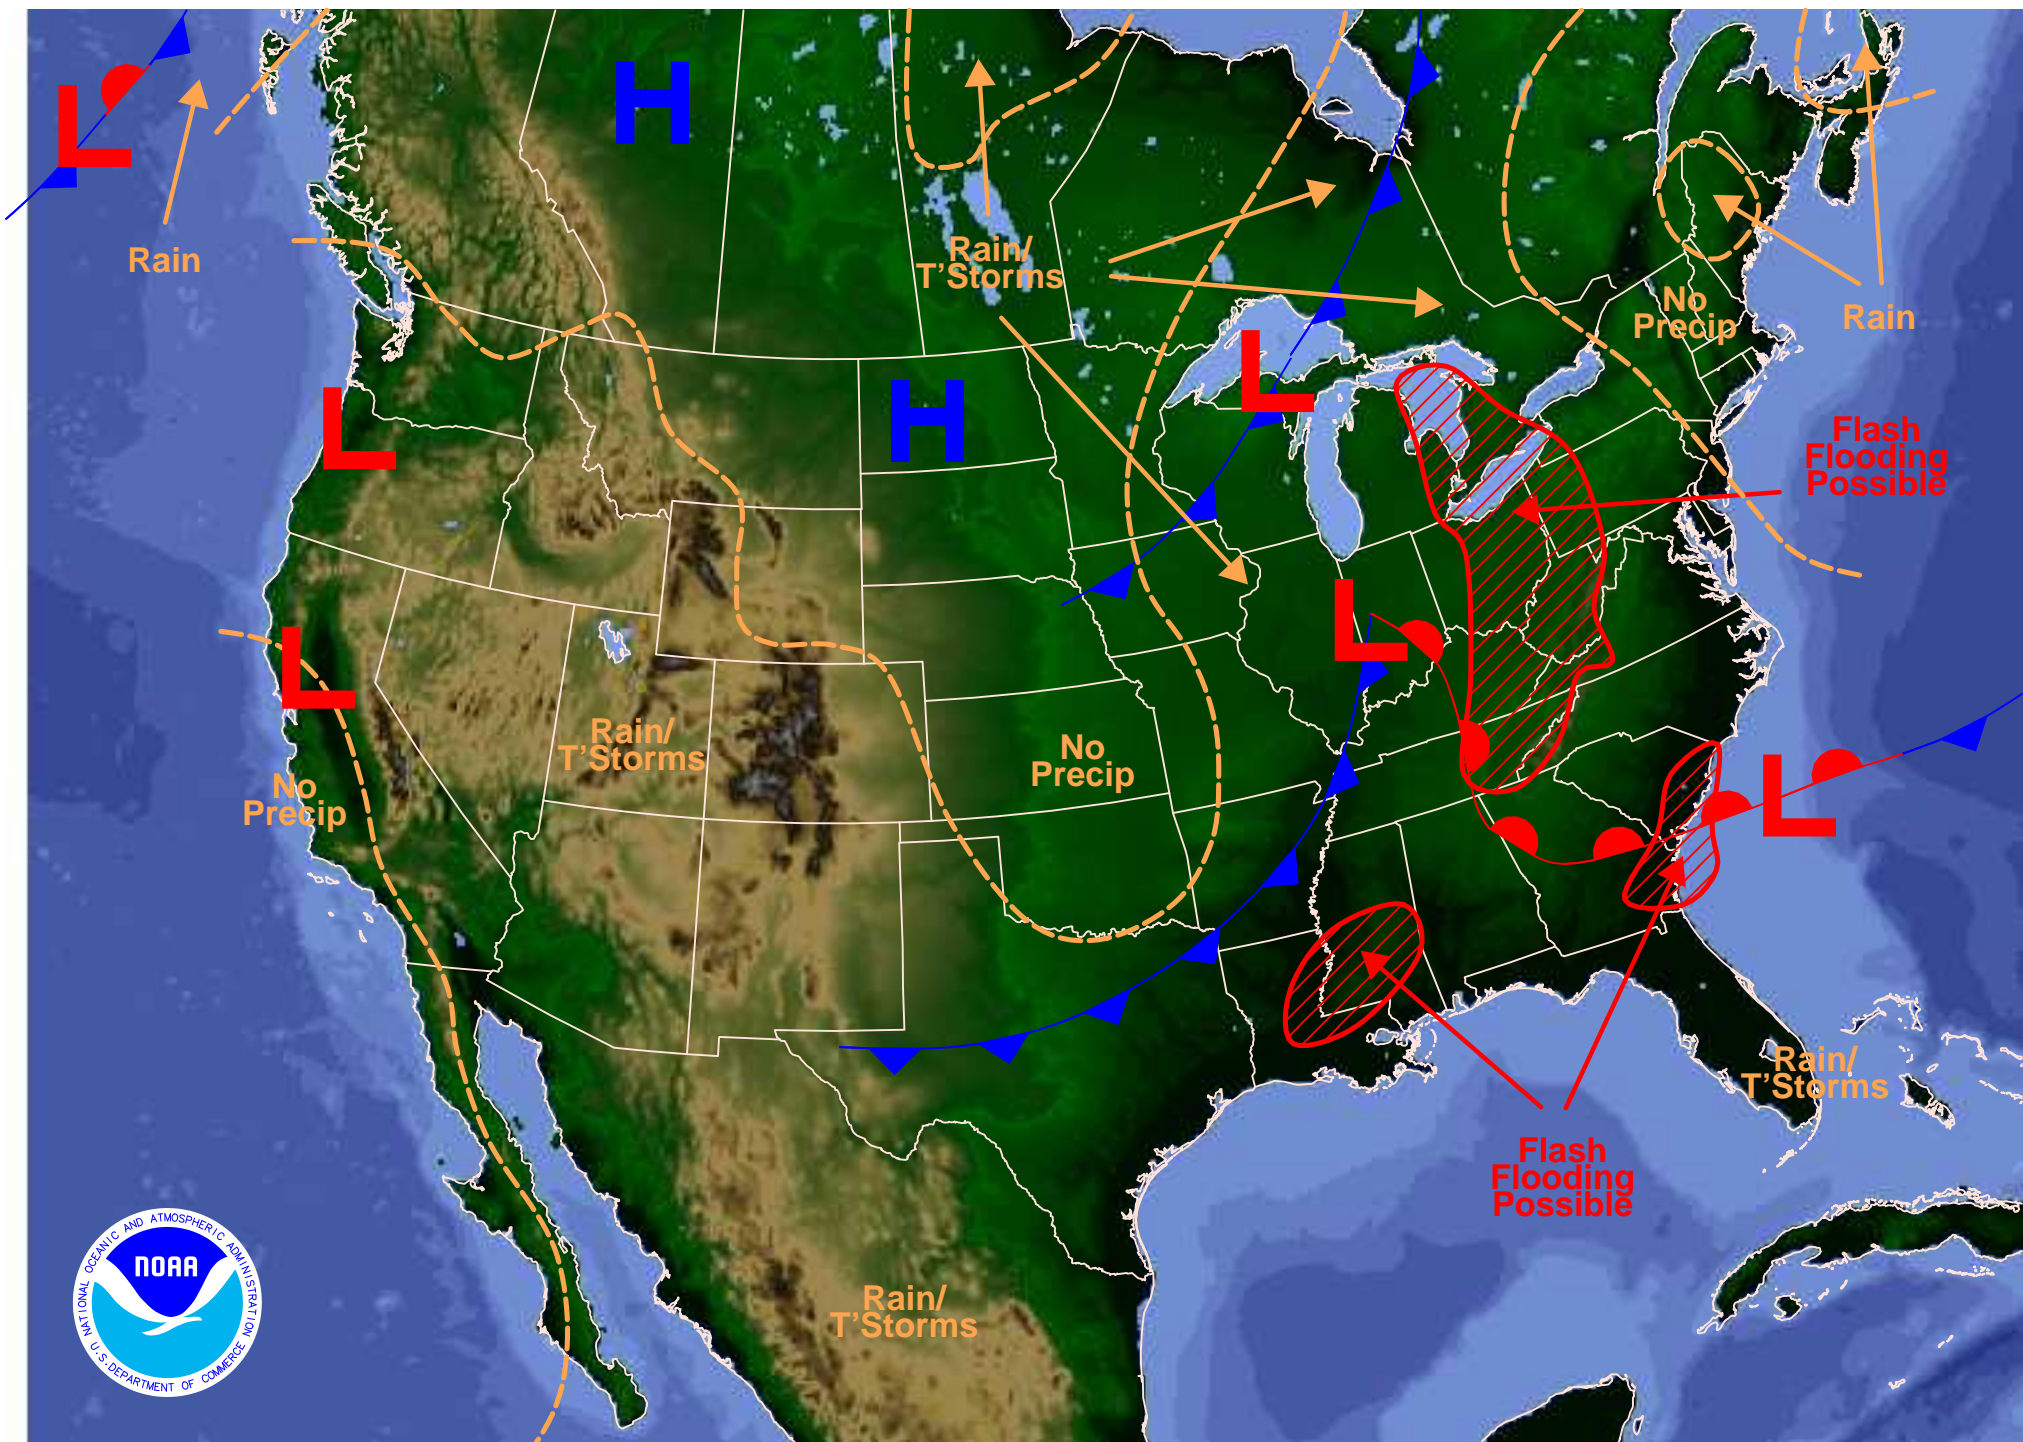 H
L
Rain
Rain/
T'Storms
No
Precip
Rain
L
L
H
L
Flash
Flooding
Possible
L
L
No
Precip
Rain/
T'Storms
No
Precip
L
Rain/
T'Storms
Flash
Flooding
Possible
Rain/
T'Storms
NATIONAL OCEANIC AND ATMOSPHERIC ADMINISTRATION
NOAA
U.S. DEPARTMENT OF COMMERCE